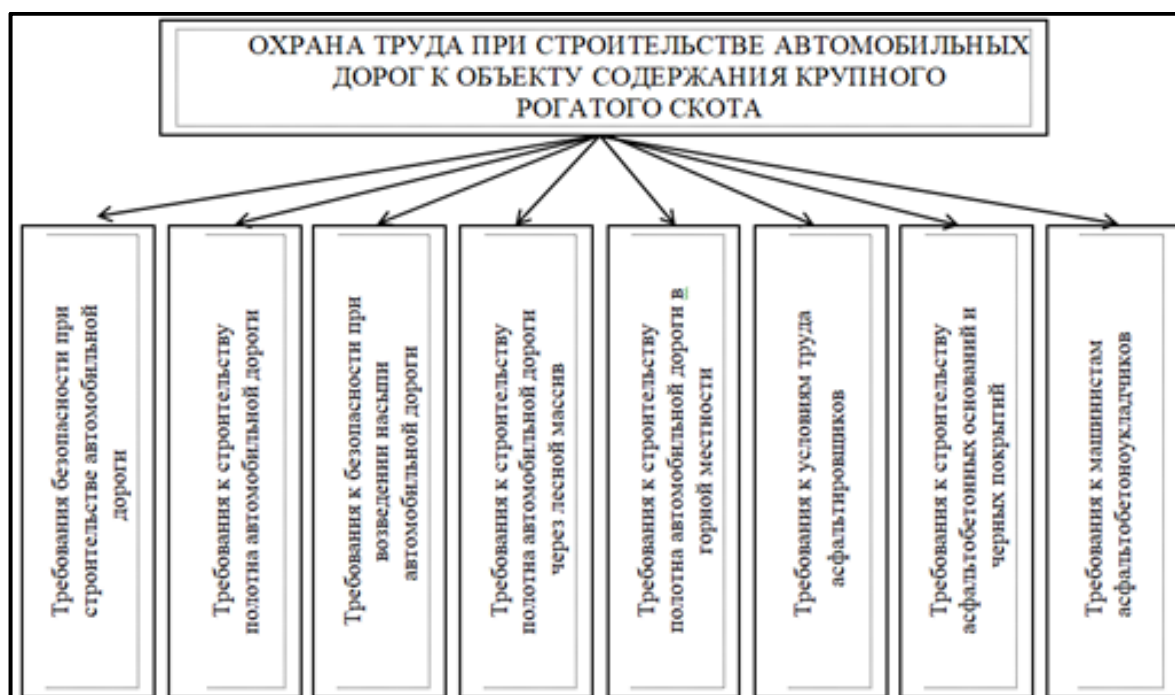 ОХРАНА ТРУДА ПРИ СТРОИТЕЛЬСТВЕ АВТОМОБИЛЬНЫХ
ДОРОГ К ОБЪЕКТУ СОДЕРЖАНИЯ КРУПНОГО
РОГАТОГО СКОТА
Требования безопасности при
строительстве автомобильной
дороги
Требования к строительству
полотна автомобильной дороги
Требования к безопасности при
возведении насыпи
автомобильной дороги
Требования к строительству
полотна автомобильной дороги
через лесной массив
Требования к строительству
полотна автомобильной дороги в
горной местности
Требования к условиям труда
асфальтировщиков
Требования к строительству
асфальтобетонных оснований и
черных покрытий
Требования к машинистам
асфальтобетоноукладчиков